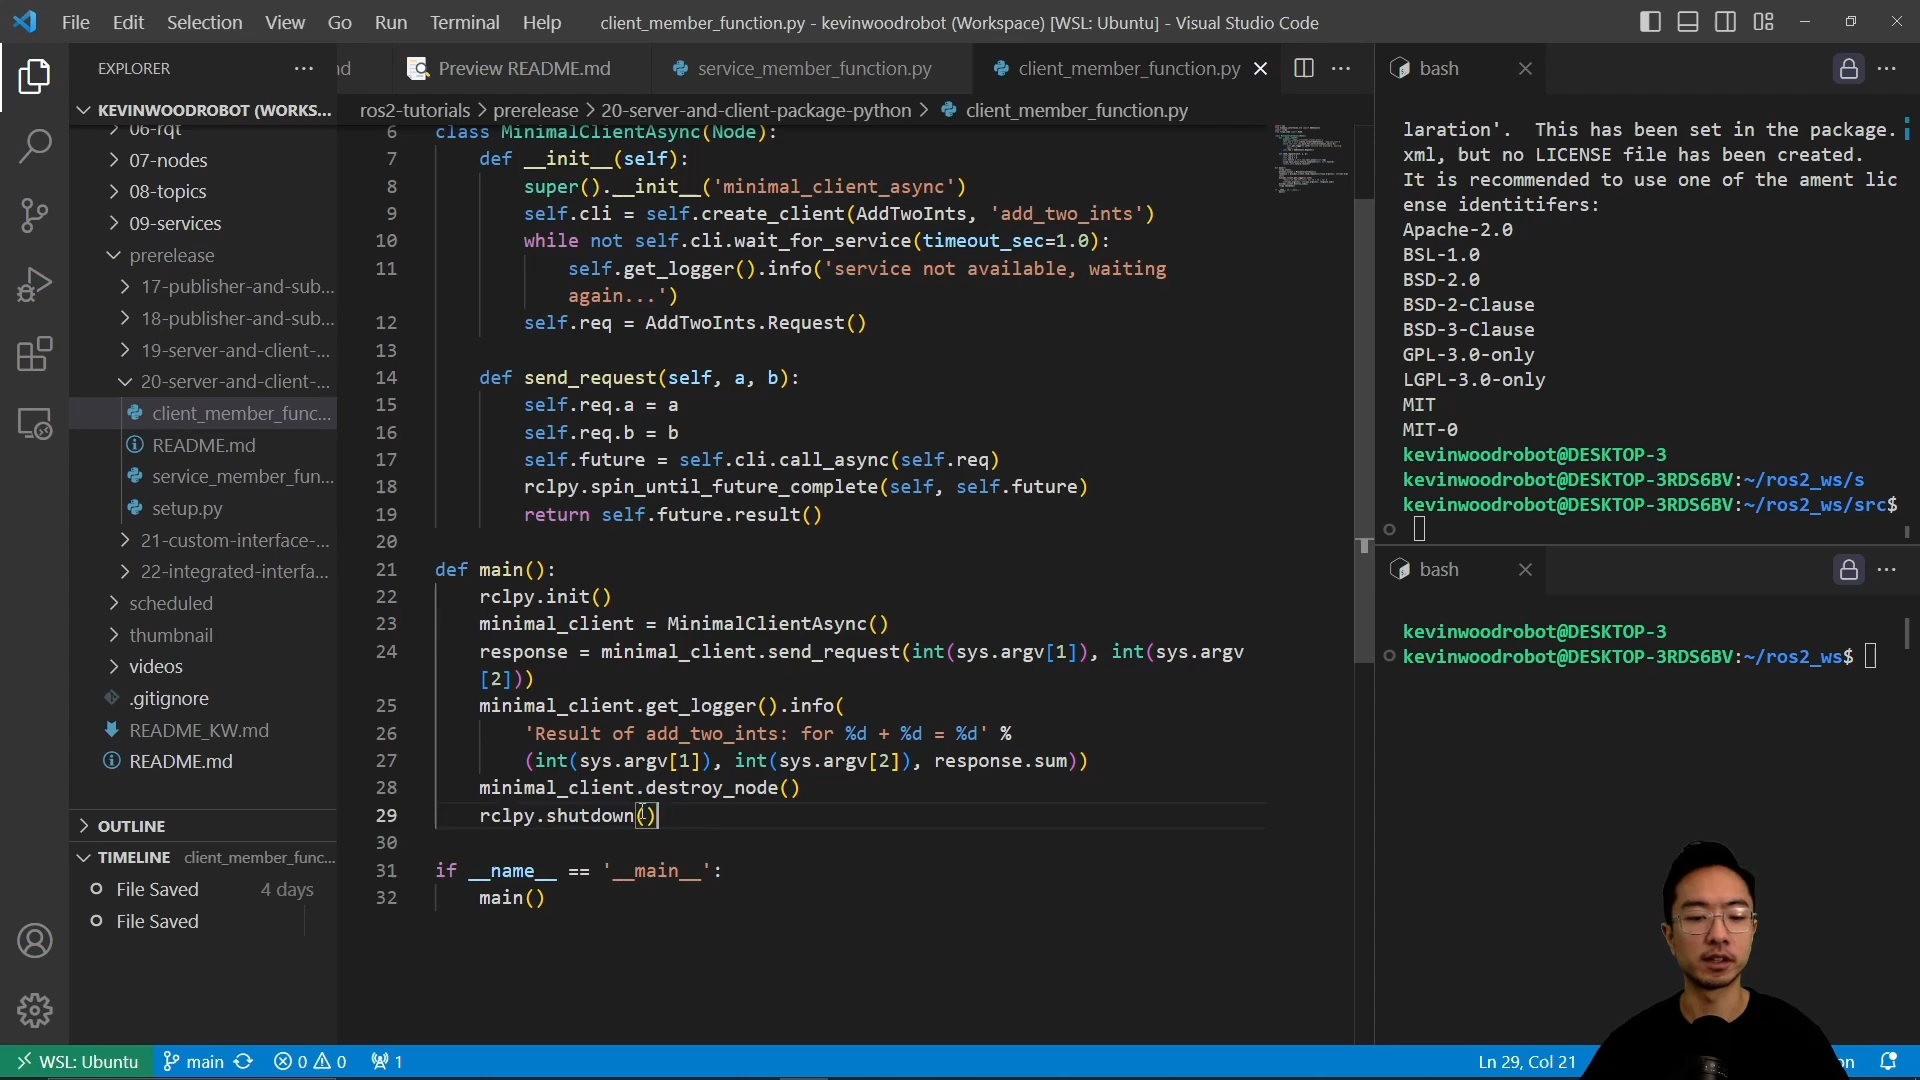 File Edit Selection View Go Run Terminal Help
client_member_function.py - kevinwoodrobot (Workspace) [WSL: Ubuntu] - Visual Studio Code
EXPLORER
KEVINWOODROBOT (WORKS...
06-rqt
07-nodes
08-topics
09-services
prerelease
17-publisher-and-sub...
18-publisher-and-sub...
19-server-and-client-...
20-server-and-client-...
client_member_func...
README.md
service_member_fun...
setup.py
21-custom-interface-...
22-integrated-interfa...
scheduled
thumbnail
videos
.gitignore
README_KW.md
README.md
OUTLINE
TIMELINE client_member_func...
File Saved 4 days
File Saved
Preview README.md
service_member_function.py
client_member_function.py
ros2-tutorials > prerelease > 20-server-and-client-package-python > client_member_function.py
6 class MinimalClientAsync(Node):
7 def __init__(self):
8 super().__init__('minimal_client_async')
9 self.cli = self.create_client(AddTwoInts, 'add_two_ints')
10 while not self.cli.wait_for_service(timeout_sec=1.0):
11 self.get_logger().info('service not available, waiting
again...')
12 self.req = AddTwoInts.Request()
13
14 def send_request(self, a, b):
15 self.req.a = a
16 self.req.b = b
17 self.future = self.cli.call_async(self.req)
18 rclpy.spin_until_future_complete(self, self.future)
19 return self.future.result()
20
21 def main():
22 rclpy.init()
23 minimal_client = MinimalClientAsync()
24 response = minimal_client.send_request(int(sys.argv[1]), int(sys.argv
[2]))
25 minimal_client.get_logger().info(
26 'Result of add_two_ints: for %d + %d = %d' %
27 (int(sys.argv[1]), int(sys.argv[2]), response.sum))
28 minimal_client.destroy_node()
29 rclpy.shutdown()
30
31 if __name__ == '__main__':
32 main()
bash
laration'. This has been set in the package.
xml, but no LICENSE file has been created.
It is recommended to use one of the ament lic
ense identitifers:
Apache-2.0
BSL-1.0
BSD-2.0
BSD-2-Clause
BSD-3-Clause
GPL-3.0-only
LGPL-3.0-only
MIT
MIT-0
kevinwoodrobot@DESKTOP-3
kevinwoodrobot@DESKTOP-3RDS6BV:~/ros2_ws/s
kevinwoodrobot@DESKTOP-3RDS6BV:~/ros2_ws/src$
bash
kevinwoodrobot@DESKTOP-3
kevinwoodrobot@DESKTOP-3RDS6BV:~/ros2_ws$
WSL: Ubuntu main 0 0 1
Ln 29, Col 21